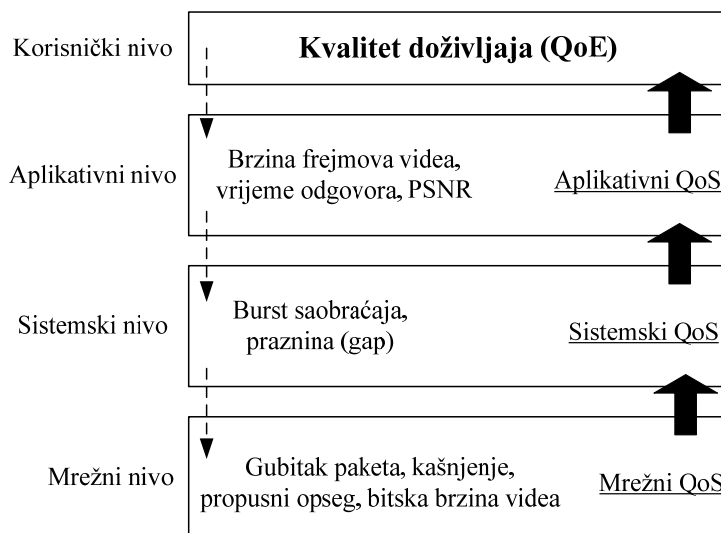 Korisnički nivo
Kvalitet doživljaja (QoE)
Aplikativni nivo
Brzina frejmova videa,
vrijeme odgovora, PSNR
Aplikativni QoS
Sistemski nivo
Burst saobraćaja,
praznina (gap)
Sistemski QoS
Mrežni nivo
Gubitak paketa, kašnjenje,
propusni opseg, bitska brzina videa
Mrežni QoS